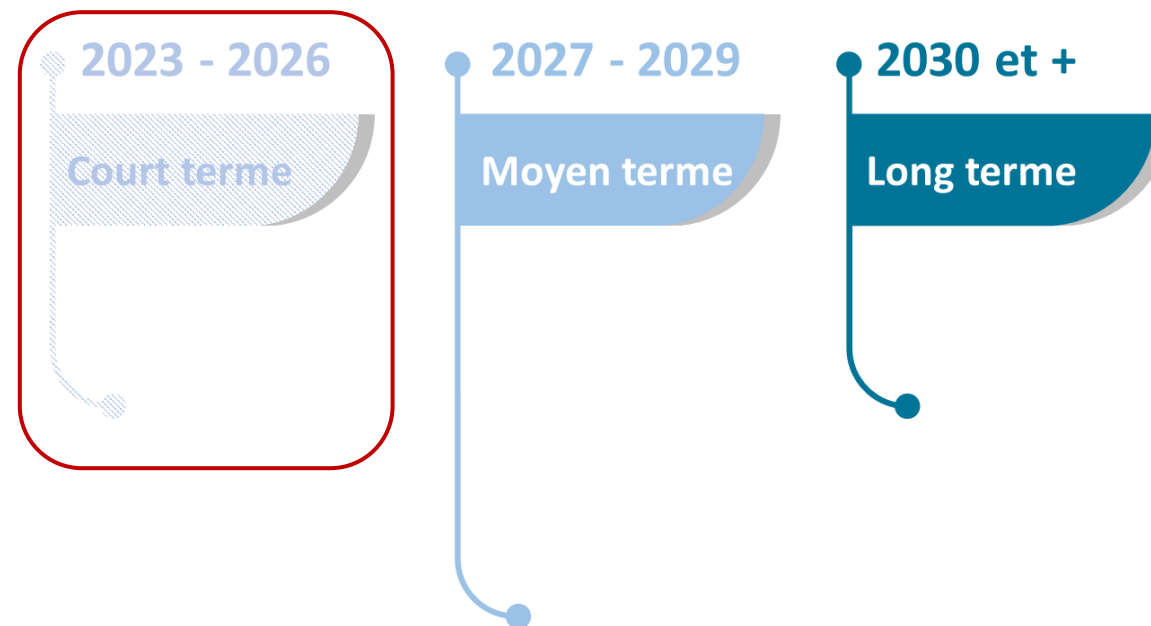 2023 - 2026
Court terme
2027 - 2029
Moyen terme
2030 et +
Long terme